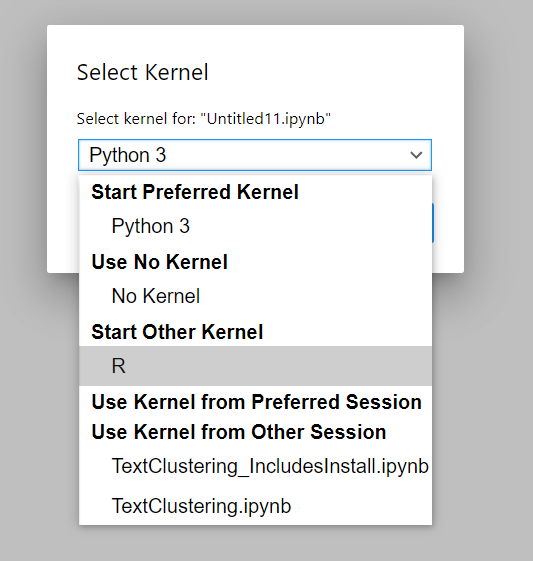 Select Kernel
Select kernel for: "Untitled11.ipynb"
Python 3
Start Preferred Kernel
Python 3
Use No Kernel
No Kernel
Start Other Kernel
R
Use Kernel from Preferred Session
Use Kernel from Other Session
TextClustering_IncludesInstall.ipynb
TextClustering.ipynb